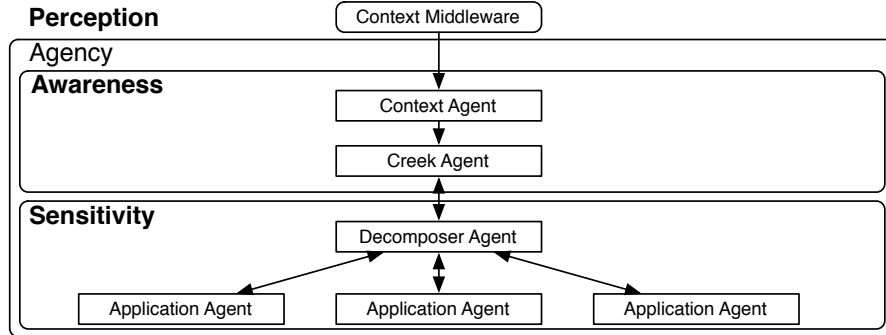 Perception
Context Middleware
Agency
Awareness
Context Agent
Creek Agent
Sensitivity
Decomposer Agent
Application Agent
Application Agent
Application Agent